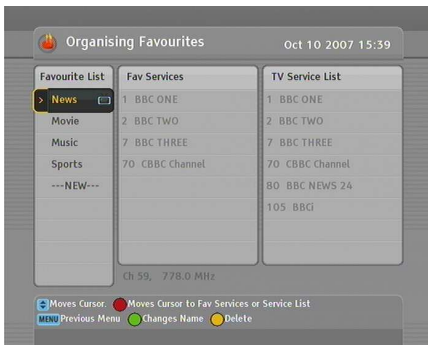 Organising Favourites
Oct 10 2007 15:39
Favourite List
Fav Services
TV Service List
> News
1 BBC ONE
1 BBC ONE
Movie
2 BBC TWO
2 BBC TWO
Music
7 BBC THREE
7 BBC THREE
Sports
70 CBBC Channel
70 CBBC Channel
---NEW---
80 BBC NEWS 24
105 BBCi
Ch 59, 778.0 MHz
Moves Cursor. Moves Cursor to Fav Services or Service List
MENU Previous Menu Changes Name Delete